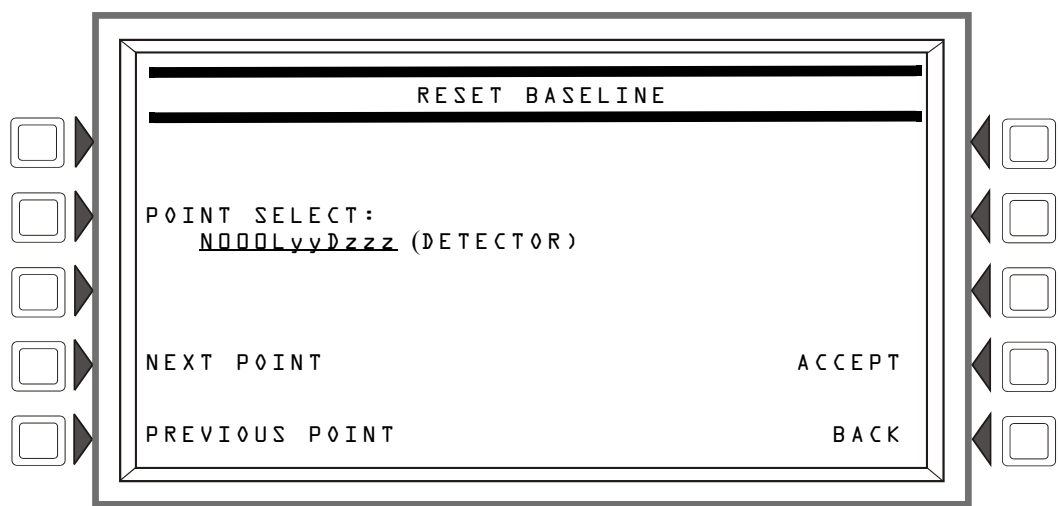 RESET BASELINE
POINT SELECT:
N000LyyDzzz (DETECTOR)
NEXT POINT
ACCEPT
PREVIOUS POINT
BACK